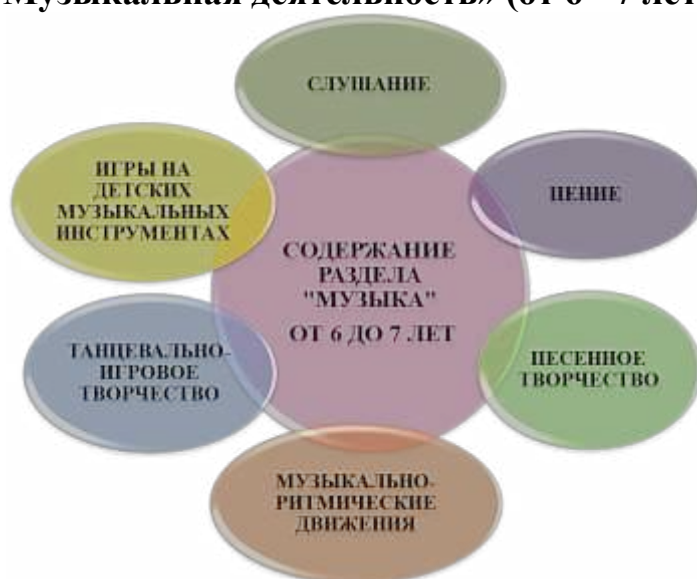 Музыкальная деятельность» (от 6 - 7 лет
СЛУШАНИЕ
ПЕНИЕ
ПЕСЕННОЕ
ТВОРЧЕСТВО
МУЗЫКАЛЬНО-
РИТМИЧЕСКИЕ
ДВИЖЕНИЯ
ТАНЦЕВАЛЬНО-
ИГРОВОЕ
ТВОРЧЕСТВО
ИГРЫ НА
ДЕТСКИХ
МУЗЫКАЛЬНЫХ
ИНСТРУМЕНТАХ
СОДЕРЖАНИЕ
РАЗДЕЛА
"МУЗЫКА"
ОТ 6 ДО 7 ЛЕТ